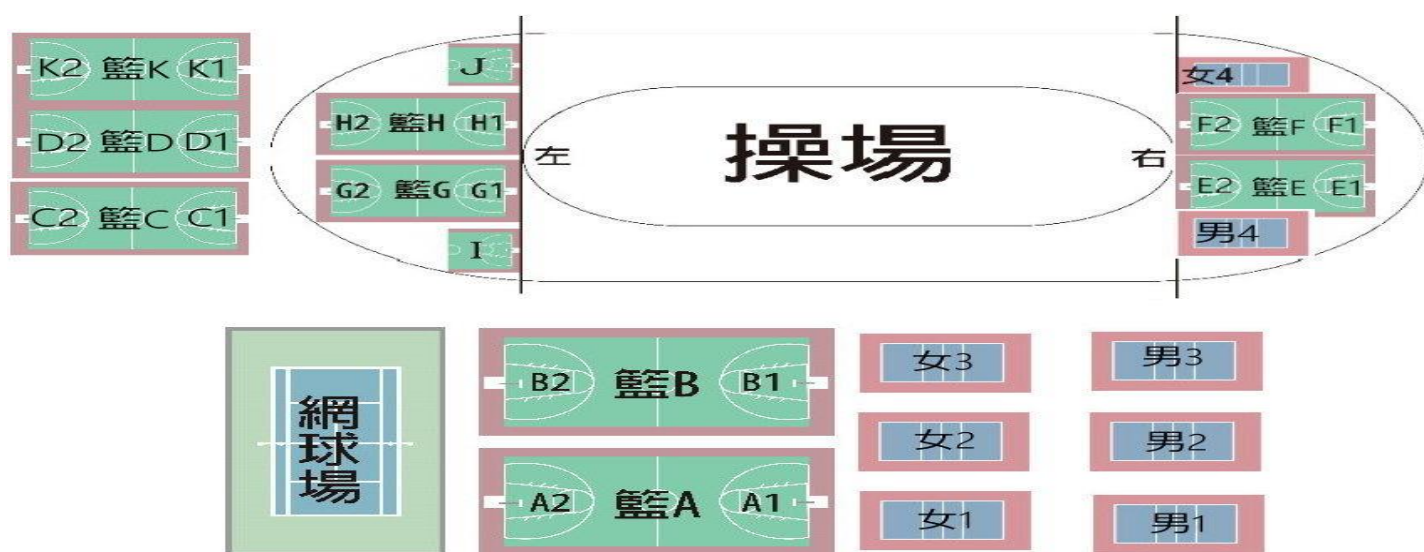 K2 籃K K1
D2 籃D D1
C2 籃C C1
J
H2 籃H H1
G2 籃G G1
I
左
操場
右
女4
F2 籃F F1
E2 籃E E1
男4
網球場
B2 籃B B1
A2 籃A A1
女3 男3
女2 男2
女1 男1